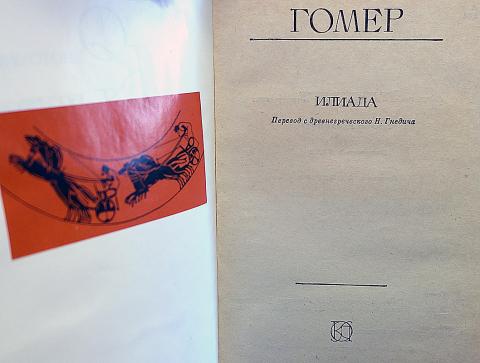 ГОМЕР
ИЛИАДА
Перевод с древнегреческого Н. Гнедича